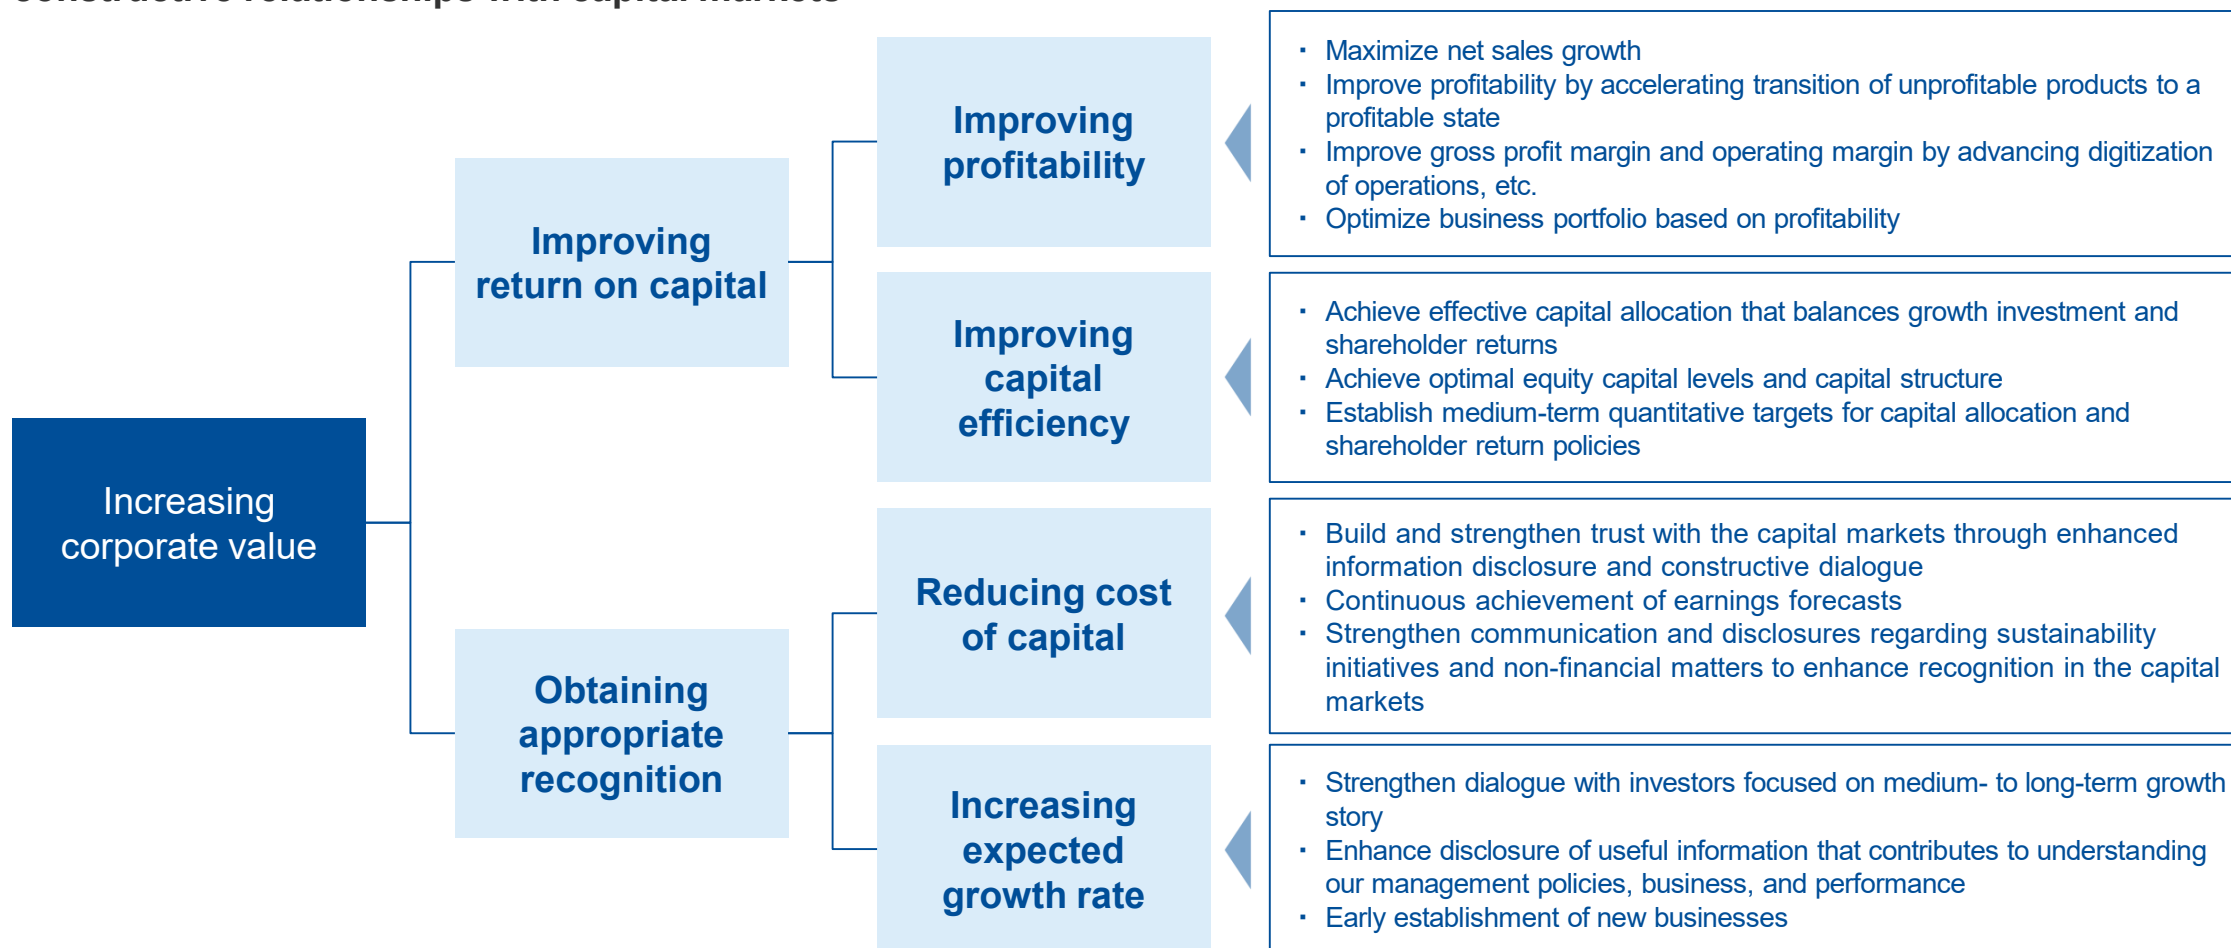 constructive relationships with capital markets
Increasing
corporate value
Improving
return on capital
Obtaining
appropriate
recognition
Improving
profitability
▪ Maximize net sales growth
▪ Improve profitability by accelerating transition of unprofitable products to a
profitable state
▪ Improve gross profit margin and operating margin by advancing digitization
of operations, etc.
▪ Optimize business portfolio based on profitability
Improving
capital
efficiency
▪ Achieve effective capital allocation that balances growth investment and
shareholder returns
▪ Achieve optimal equity capital levels and capital structure
▪ Establish medium-term quantitative targets for capital allocation and
shareholder return policies
Reducing cost
of capital
▪ Build and strengthen trust with the capital markets through enhanced
information disclosure and constructive dialogue
▪ Continuous achievement of earnings forecasts
▪ Strengthen communication and disclosures regarding sustainability
initiatives and non-financial matters to enhance recognition in the capital
markets
Increasing
expected
growth rate
▪ Strengthen dialogue with investors focused on medium- to long-term growth
story
▪ Enhance disclosure of useful information that contributes to understanding
our management policies, business, and performance
▪ Early establishment of new businesses